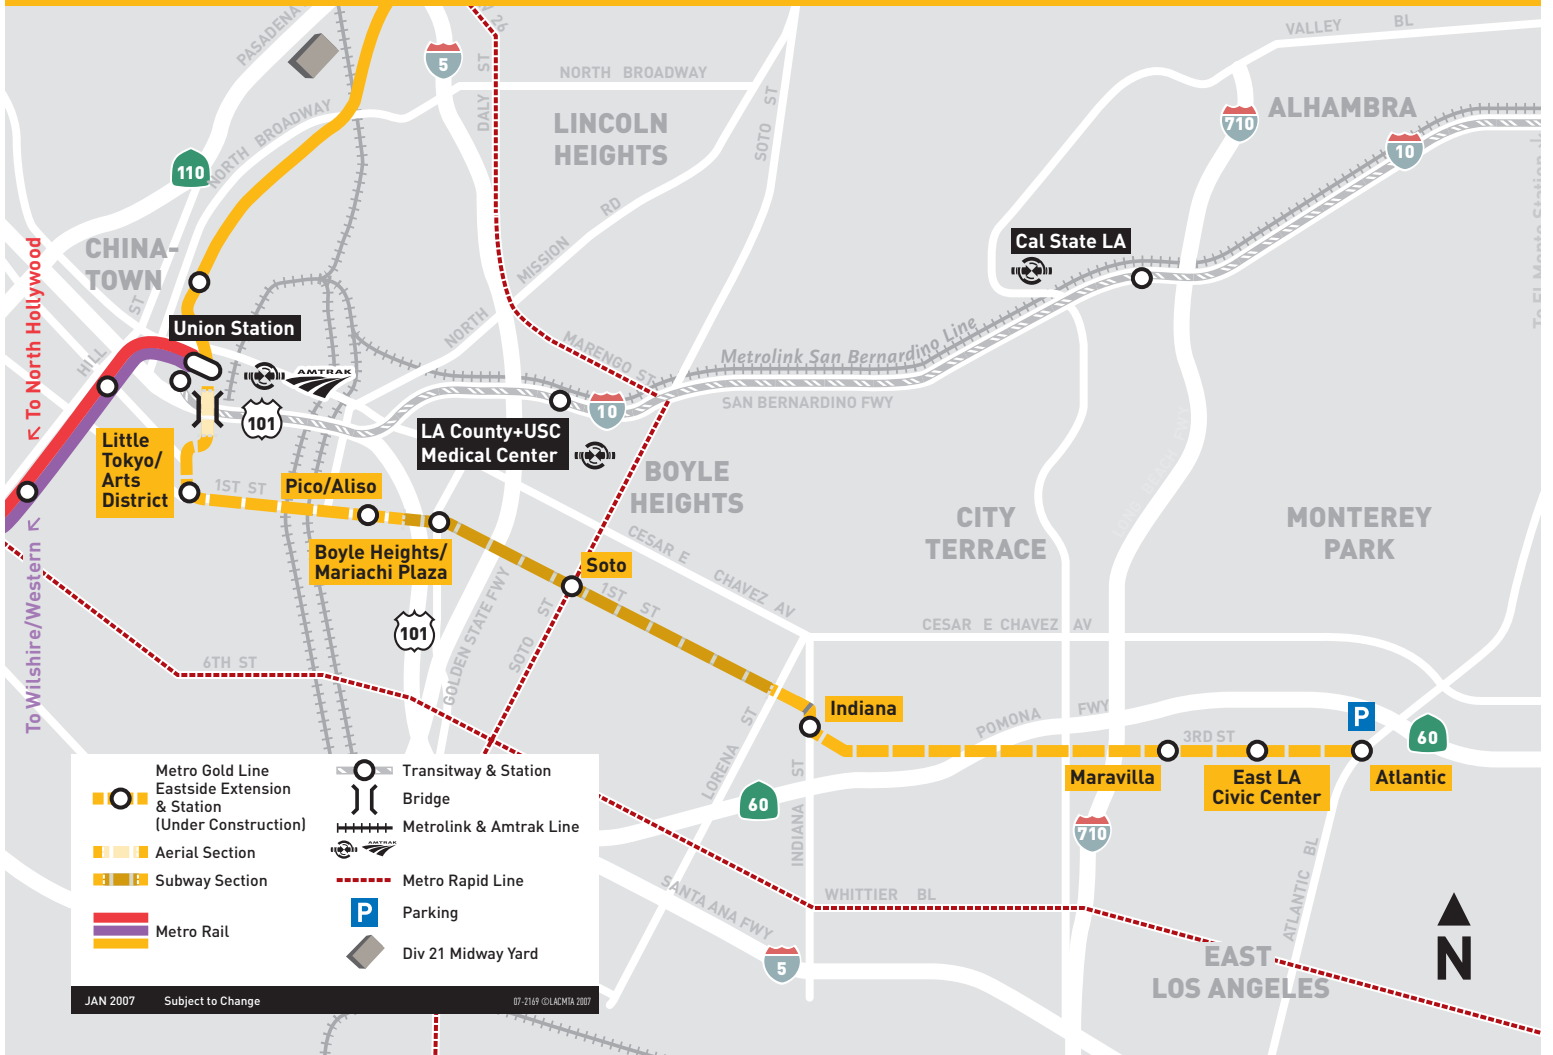 PASADENA
AV 26
5
DALY ST
NORTH BROADWAY
VALLEY BL
LINCOLN
HEIGHTS
SOTO ST
710
ALHAMBRA
10
110
NORTH BROADWAY
MISSION RD
CHINA-
TOWN
To North Hollywood
HILL ST
Union Station
AMTRAK
101
NORTH
MARENGO ST
Metrolink San Bernardino Line
SAN BERNARDINO FWY
Cal State LA
10
LA County+USC
Medical Center
Little
Tokyo/
Arts
District
1ST ST
Pico/Aliso
Boyle Heights/
Mariachi Plaza
BOYLE
HEIGHTS
CESAR E CHAVEZ AV
Soto
1ST ST
CITY
TERRACE
LONG BEACH FWY
MONTEREY
PARK
To Wilshire/Western
6TH ST
101
GOLDEN STATE FWY
SOTO ST
CESAR E CHAVEZ AV
Indiana
POMONA FWY
LORENA ST
INDIANA ST
60
3RD ST
P
60
Maravilla
East LA
Civic Center
Atlantic
710
ATLANTIC BL
WHITTIER BL
SANTA ANA FWY
5
EAST
LOS ANGELES
N
Metro Gold Line
Eastside Extension
& Station
(Under Construction)
Aerial Section
Subway Section
Metro Rail
Transitway & Station
Bridge
Metrolink & Amtrak Line
AMTRAK
Metro Rapid Line
P
Parking
Div 21 Midway Yard
JAN 2007 Subject to Change 07-2169 ©LACMTA 2007